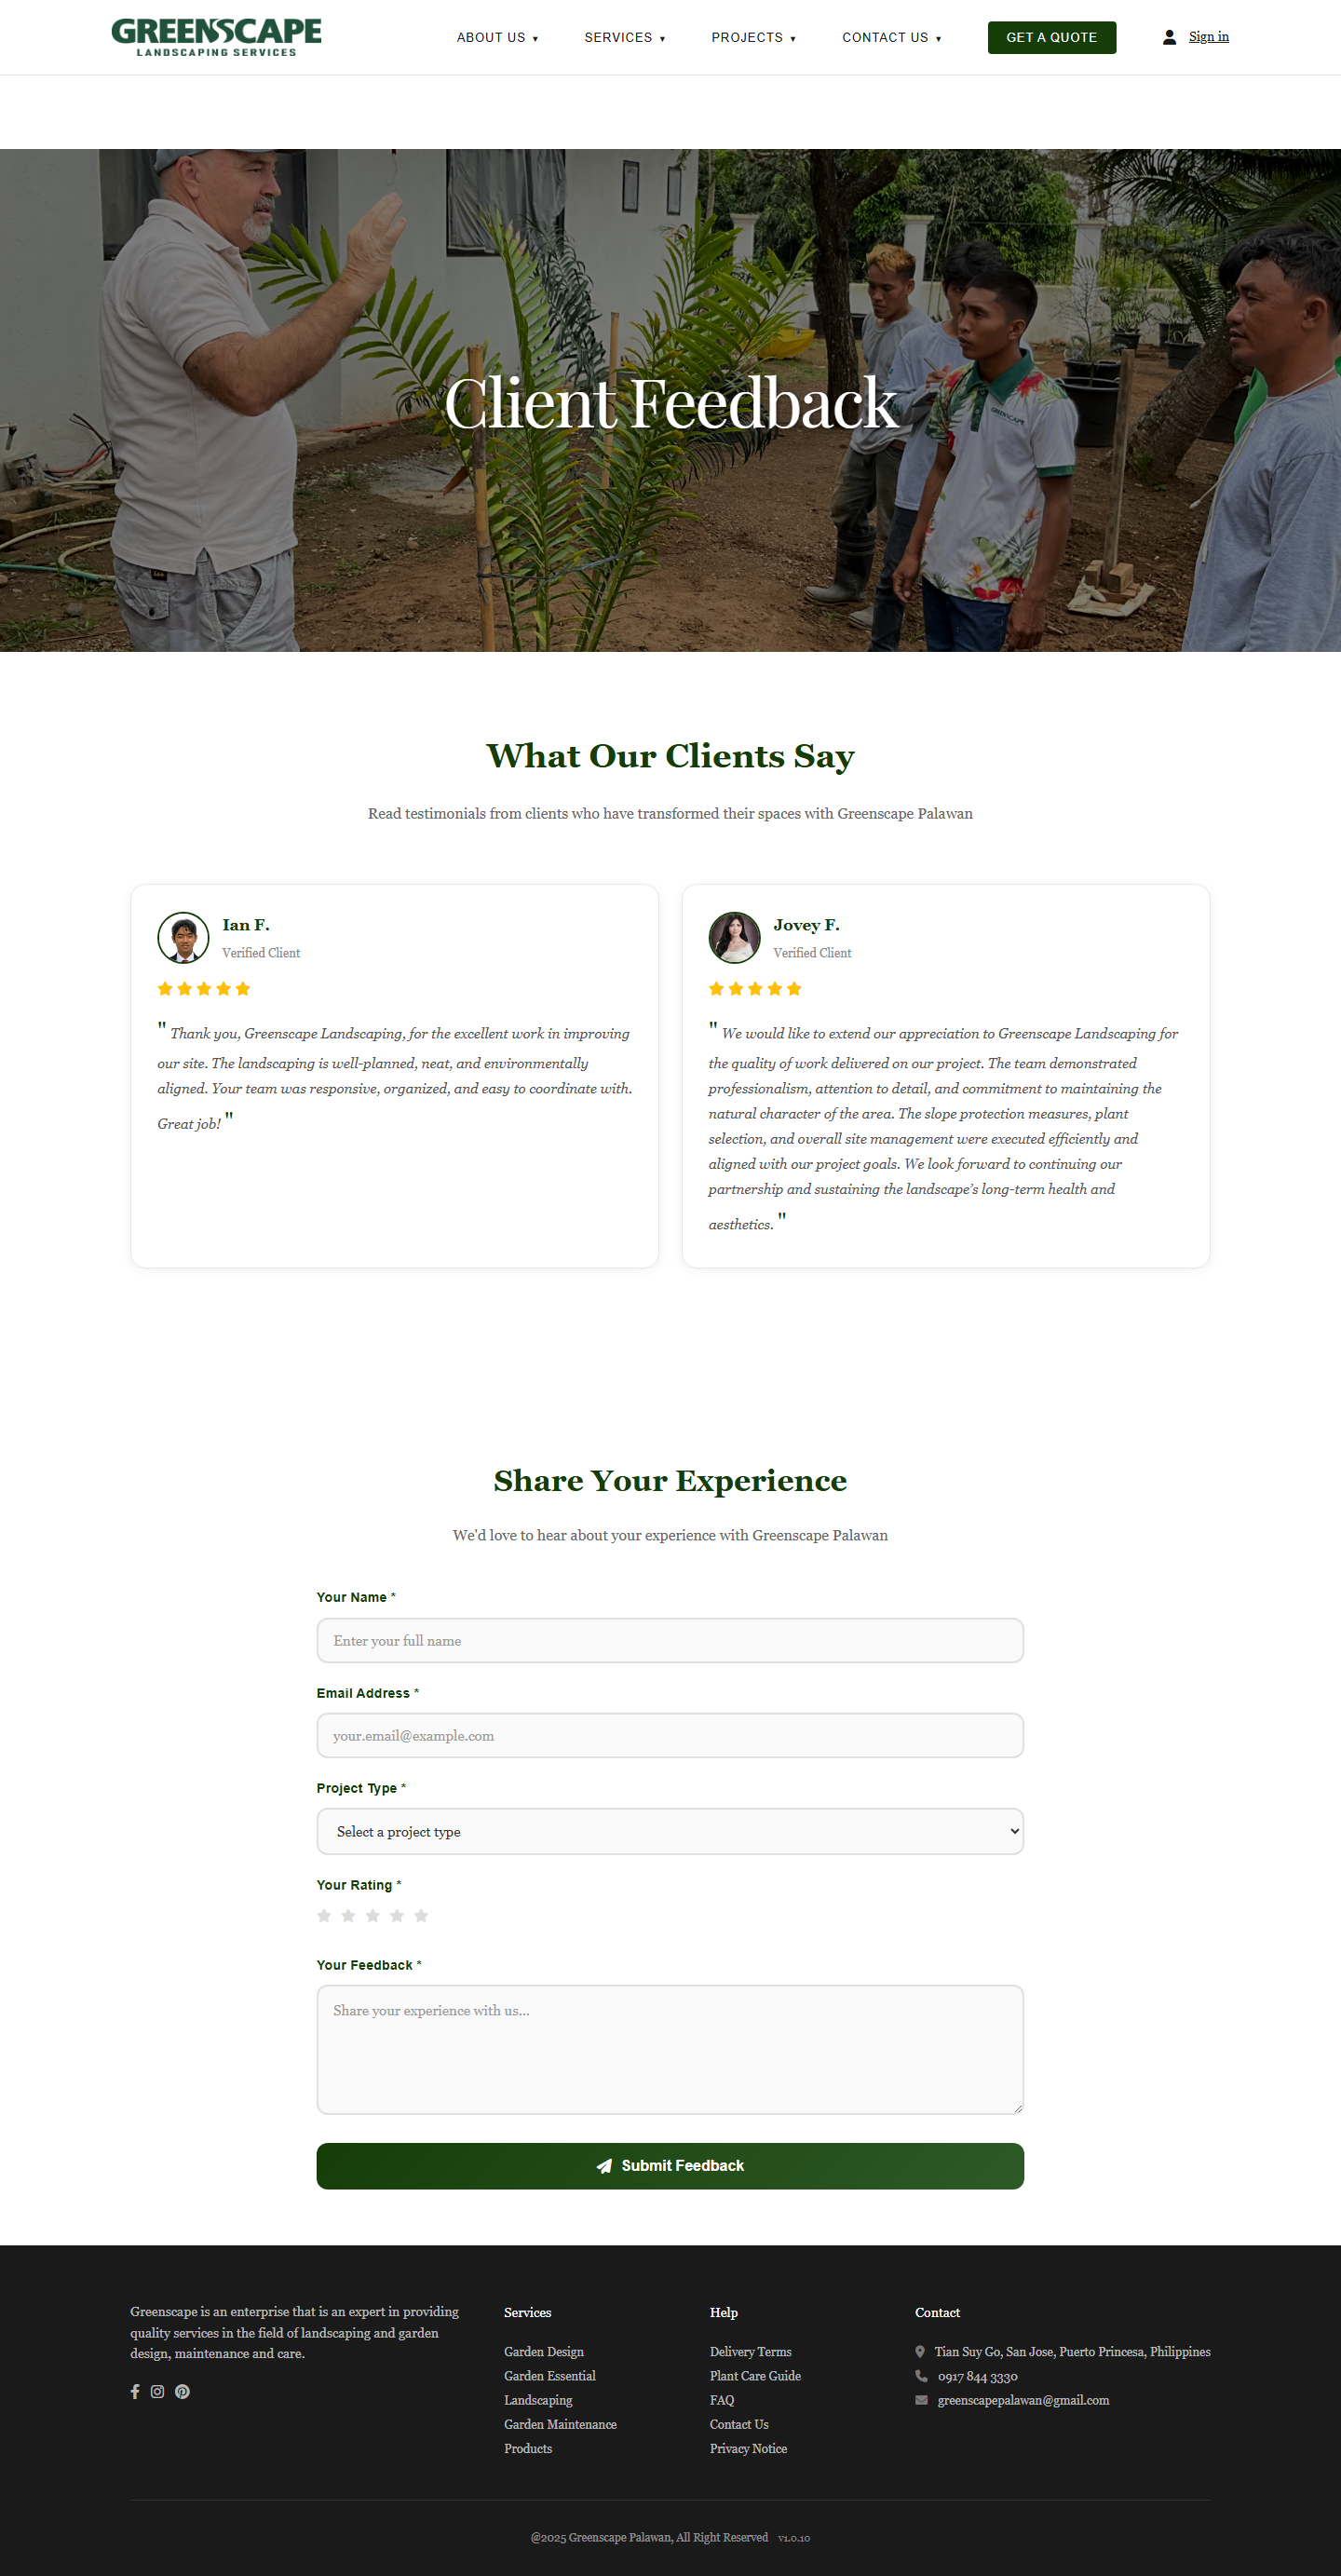 GREENSCAPE
LANDSCAPING SERVICES
ABOUT US ▾
SERVICES ▾
PROJECTS ▾
CONTACT US ▾
GET A QUOTE
Sign in
GREENSCAPE
Client Feedback
What Our Clients Say
Read testimonials from clients who have transformed their spaces with Greenscape Palawan
Ian F.
Verified Client
" Thank you, Greenscape Landscaping, for the excellent work in improving
our site. The landscaping is well-planned, neat, and environmentally
aligned. Your team was responsive, organized, and easy to coordinate with.
Great job! "
Jovey F.
Verified Client
" We would like to extend our appreciation to Greenscape Landscaping for
the quality of work delivered on our project. The team demonstrated
professionalism, attention to detail, and commitment to maintaining the
natural character of the area. The slope protection measures, plant
selection, and overall site management were executed efficiently and
aligned with our project goals. We look forward to continuing our
partnership and sustaining the landscape’s long-term health and
aesthetics. "
Share Your Experience
We'd love to hear about your experience with Greenscape Palawan
Your Name *
Enter your full name
Email Address *
your.email@example.com
Project Type *
Select a project type
Your Rating *
Your Feedback *
Share your experience with us...
Submit Feedback
Greenscape is an enterprise that is an expert in providing
quality services in the field of landscaping and garden
design, maintenance and care.
Services
Garden Design
Garden Essential
Landscaping
Garden Maintenance
Products
Help
Delivery Terms
Plant Care Guide
FAQ
Contact Us
Privacy Notice
Contact
Tian Suy Go, San Jose, Puerto Princesa, Philippines
0917 844 3330
greenscapepalawan@gmail.com
@2025 Greenscape Palawan, All Right Reserved v1.0.10